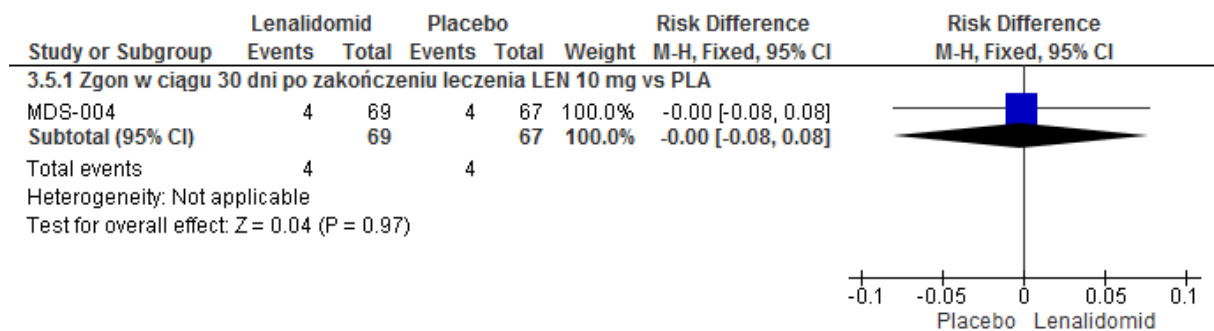 Lenalidomid Placebo Risk Difference Risk Difference
Study or Subgroup Events Total Events Total Weight M-H, Fixed, 95% CI M-H, Fixed, 95% CI
3.5.1 Zgon w ciągu 30 dni po zakończeniu leczenia LEN 10 mg vs PLA
MDS-004 4 69 4 67 100.0% -0.00 [-0.08, 0.08]
Subtotal (95% CI) 69 67 100.0% -0.00 [-0.08, 0.08]
Total events 4 4
Heterogeneity: Not applicable
Test for overall effect: Z = 0.04 (P = 0.97)
-0.1 -0.05 0 0.05 0.1
Placebo Lenalidomid